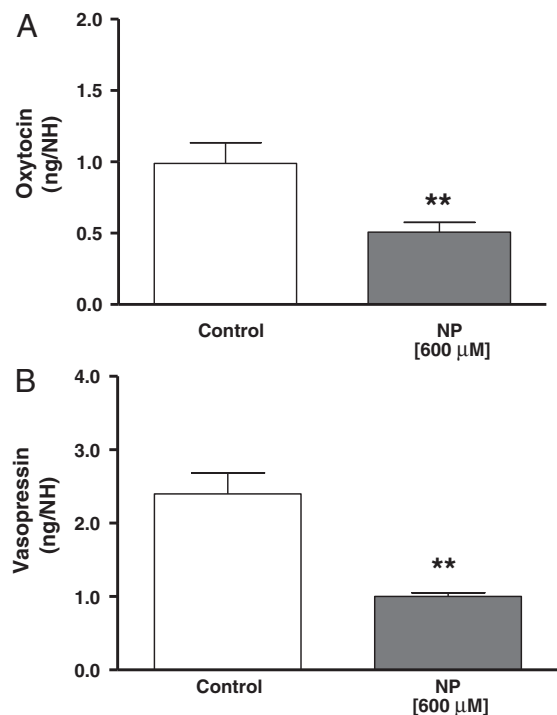 A
2.0
1.5
1.0
0.5
0.0
Oxytocin
(ng/NH)
**
Control
NP
[600 μM]
B
4.0
3.0
2.0
1.0
0.0
Vasopressin
(ng/NH)
**
Control
NP
[600 μM]